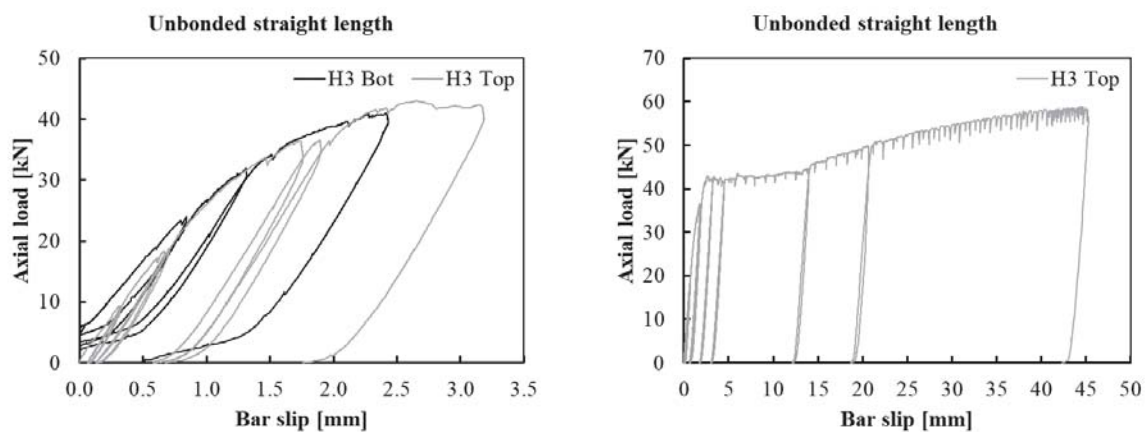 Unbonded straight length
50
40
30
20
10
0
Axial load [kN]
H3 Bot H3 Top
0.0 0.5 1.0 1.5 2.0 2.5 3.0 3.5
Bar slip [mm]
Unbonded straight length
70
60
50
40
30
20
10
0
Axial load [kN]
H3 Top
0 5 10 15 20 25 30 35 40 45 50
Bar slip [mm]